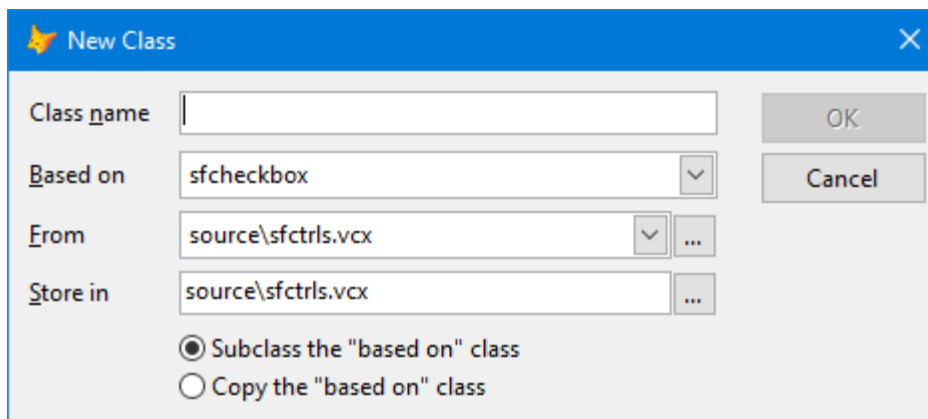 New Class
Class name
OK
Based on sfcheckbox
Cancel
From source\sfctrls.vcx ...
Store in source\sfctrls.vcx ...
Subclass the "based on" class
Copy the "based on" class